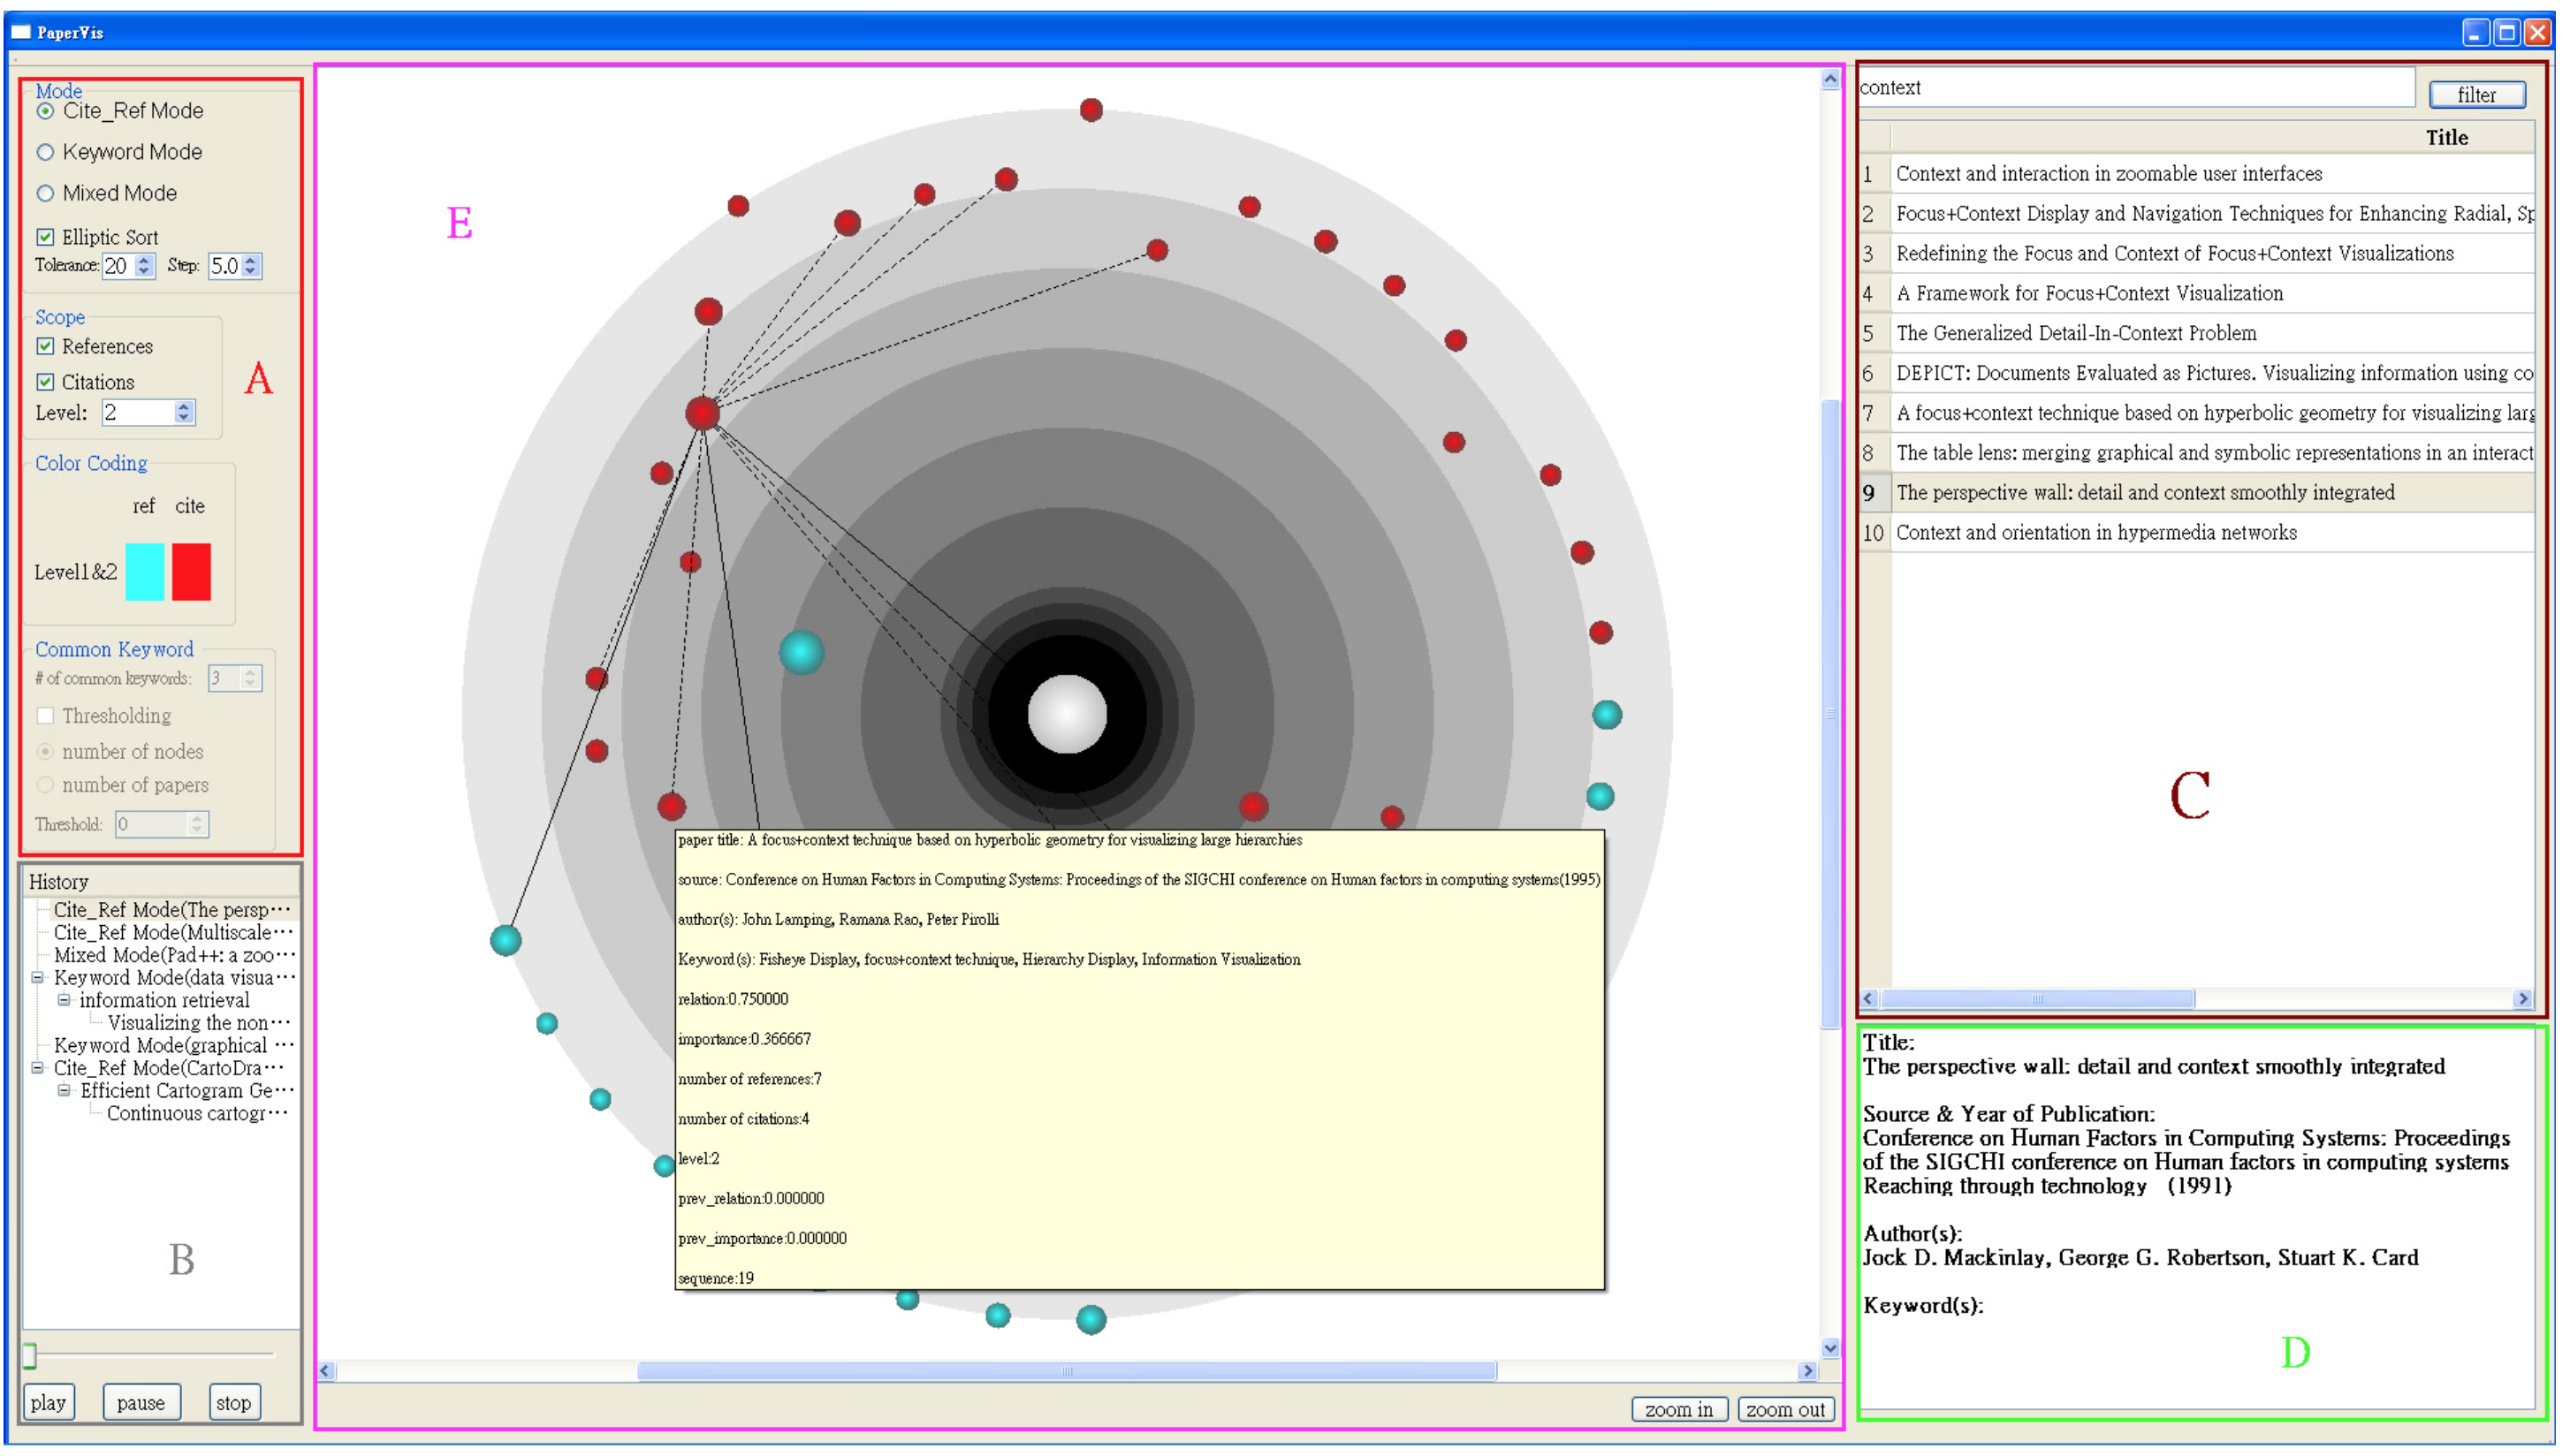 PaperVis
Mode
Cite_Ref Mode
Keyword Mode
Mixed Mode
Elliptic Sort
Tolerance: 20 Step: 5.0
Scope
References
Citations
Level: 2
A
Color Coding
ref cite
Level1&2
Common Keyword
# of common keywords: 3
Thresholding
number of nodes
number of papers
Threshold: 0
History
Cite_Ref Mode(The persp···
Cite_Ref Mode(Multiscale···
Mixed Mode(Pad++: a zoo···
Keyword Mode(data visua···
information retrieval
Visualizing the non···
Keyword Mode(graphical ···
Cite_Ref Mode(CartoDra···
Efficient Cartogram Ge···
Continuous cartogr···
B
play pause stop
E
paper title: A focus+context technique based on hyperbolic geometry for visualizing large hierarchies
source: Conference on Human Factors in Computing Systems: Proceedings of the SIGCHI conference on Human factors in computing systems(1995)
author(s): John Lamping, Ramana Rao, Peter Pirolli
Keyword(s): Fisheye Display, focus+context technique, Hierarchy Display, Information Visualization
relation:0.750000
importance:0.366667
number of references:7
number of citations:4
level:2
prev_relation:0.000000
prev_importance:0.000000
sequence:19
zoom in zoom out
context filter
Title
1 Context and interaction in zoomable user interfaces
2 Focus+Context Display and Navigation Techniques for Enhancing Radial, Sp
3 Redefining the Focus and Context of Focus+Context Visualizations
4 A Framework for Focus+Context Visualization
5 The Generalized Detail-In-Context Problem
6 DEPICT: Documents Evaluated as Pictures. Visualizing information using co
7 A focus+context technique based on hyperbolic geometry for visualizing larg
8 The table lens: merging graphical and symbolic representations in an interact
9 The perspective wall: detail and context smoothly integrated
10 Context and orientation in hypermedia networks
C
Title:
The perspective wall: detail and context smoothly integrated
Source & Year of Publication:
Conference on Human Factors in Computing Systems: Proceedings
of the SIGCHI conference on Human factors in computing systems
Reaching through technology (1991)
Author(s):
Jock D. Mackinlay, George G. Robertson, Stuart K. Card
Keyword(s):
D